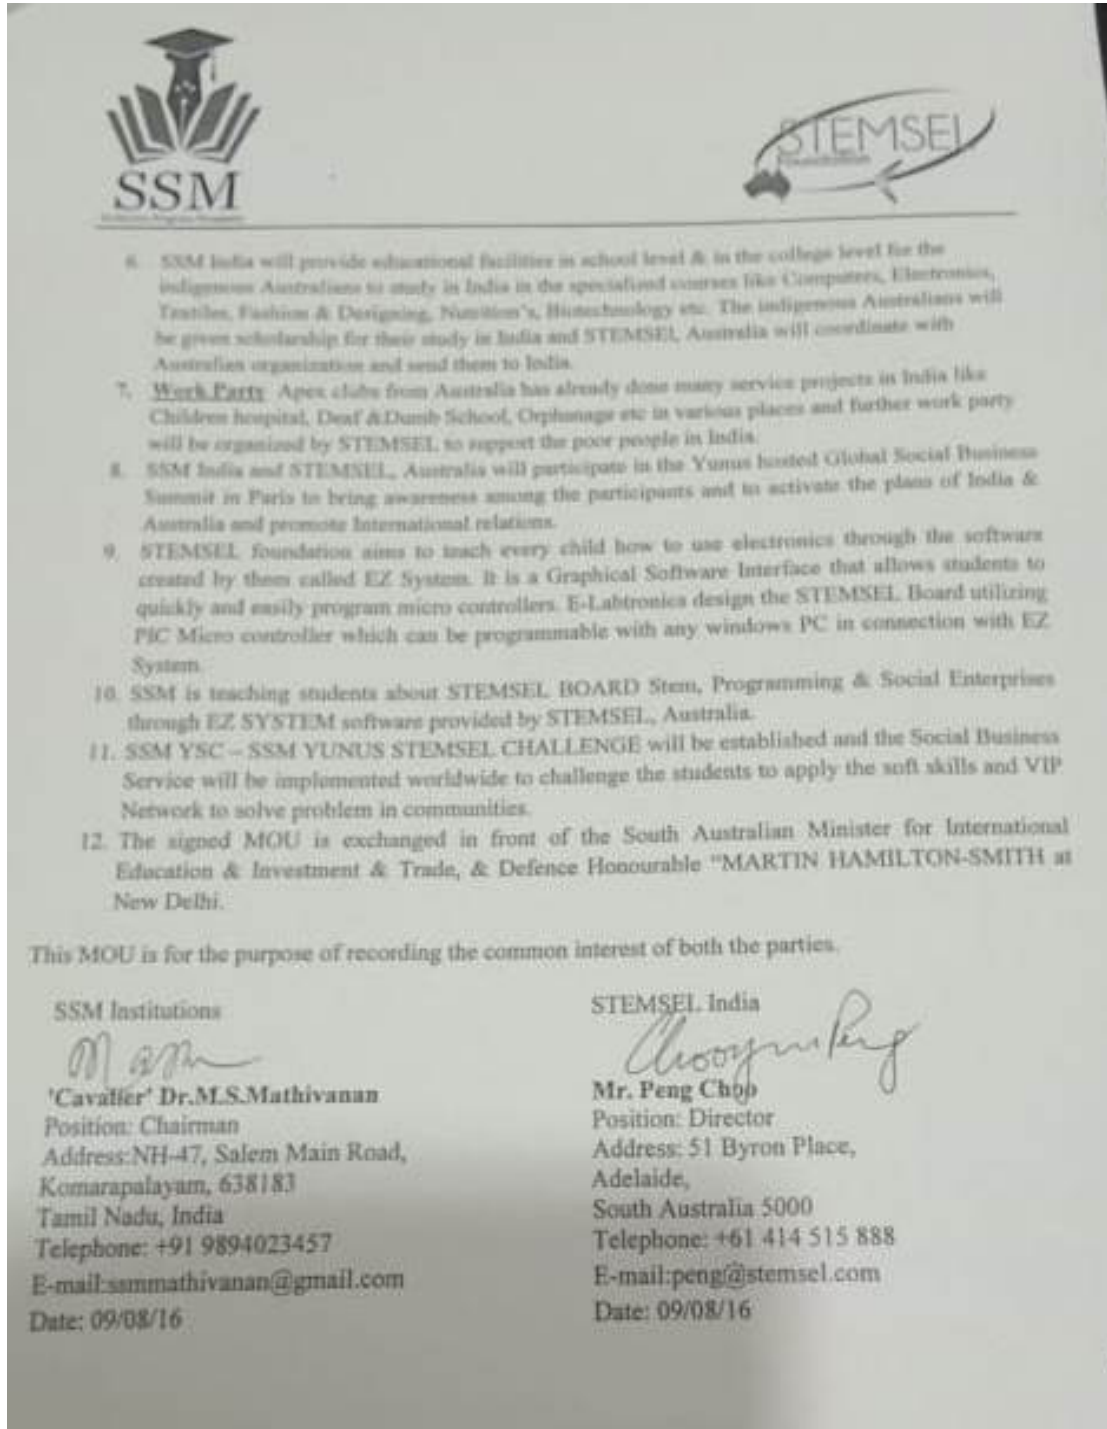 SSM
STEMSEL
6. SSM India will provide educational facilities in school level & in the college level for the
indigenous Australians to study in India in the specialized courses like Computers, Electronics,
Textiles, Fashion & Designing, Nutrition's, Biotechnology etc. The indigenous Australians will
be given scholarship for their study in India and STEMSEL Australia will coordinate with
Australian organization and send them to India.
7. Work Party Apex clubs from Australia has already done many service projects in India like
Children hospital, Deaf &Dumb School, Orphanage etc in various places and further work party
will be organized by STEMSEL to support the poor people in India.
8. SSM India and STEMSEL, Australia will participate in the Yunus hosted Global Social Business
Summit in Paris to bring awareness among the participants and to activate the plans of India &
Australia and promote International relations.
9. STEMSEL foundation aims to teach every child how to use electronics through the software
created by them called EZ System. It is a Graphical Software Interface that allows students to
quickly and easily program micro controllers. E-Labtronics design the STEMSEL Board utilizing
PIC Micro controller which can be programmable with any windows PC in connection with EZ
System.
10. SSM is teaching students about STEMSEL BOARD Stem, Programming & Social Enterprises
through EZ SYSTEM software provided by STEMSEL, Australia.
11. SSM YSC – SSM YUNUS STEMSEL CHALLENGE will be established and the Social Business
Service will be implemented worldwide to challenge the students to apply the soft skills and VIP
Network to solve problem in communities.
12. The signed MOU is exchanged in front of the South Australian Minister for International
Education & Investment & Trade, & Defence Honourable "MARTIN HAMILTON-SMITH at
New Delhi.
This MOU is for the purpose of recording the common interest of both the parties.
SSM Institutions
'Cavalier' Dr.M.S.Mathivanan
Position: Chairman
Address:NH-47, Salem Main Road,
Komarapalayam, 638183
Tamil Nadu, India
Telephone: +91 9894023457
E-mail:ssmmathivanan@gmail.com
Date: 09/08/16
STEMSEL India
Mr. Peng Choo
Position: Director
Address: 51 Byron Place,
Adelaide,
South Australia 5000
Telephone: +61 414 515 888
E-mail:peng@stemsel.com
Date: 09/08/16